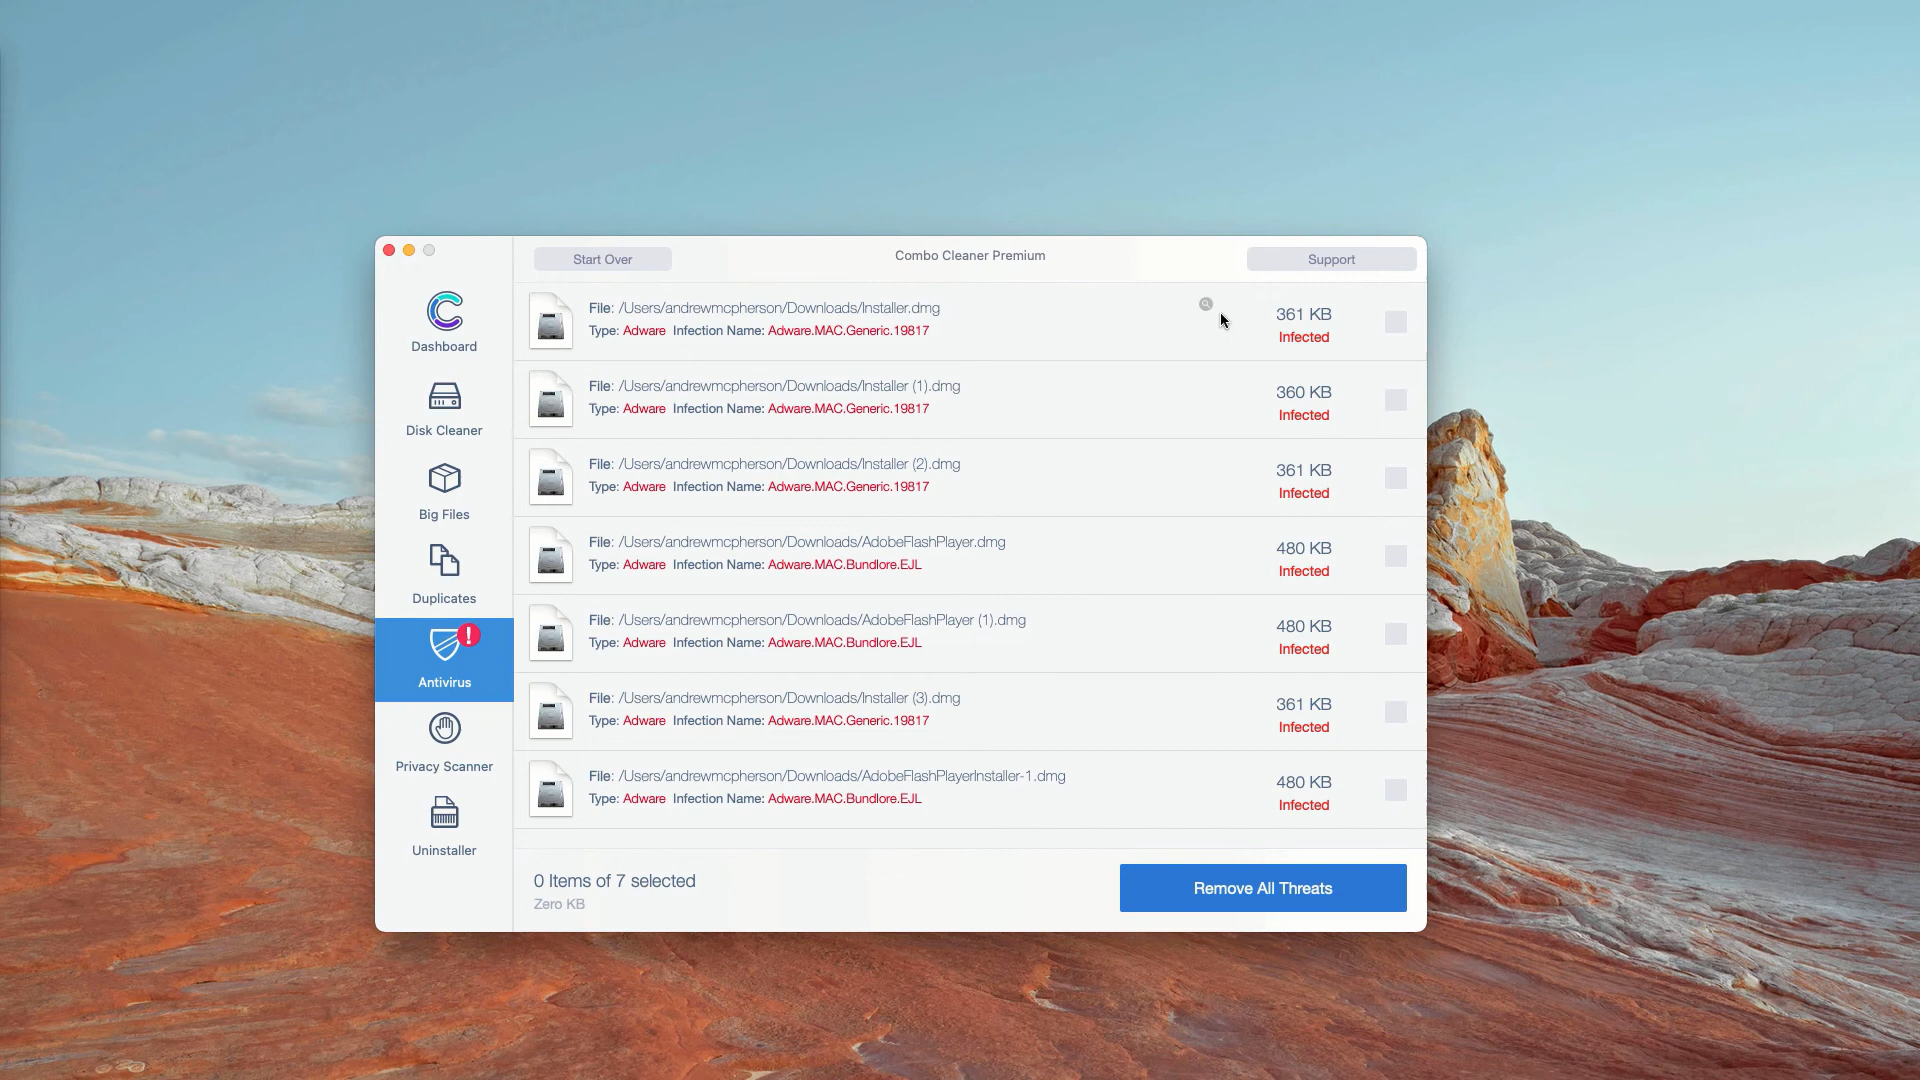 Start Over
Combo Cleaner Premium
Support
Dashboard
Disk Cleaner
Big Files
Duplicates
!
Antivirus
Privacy Scanner
Uninstaller
File: /Users/andrewmcpherson/Downloads/Installer.dmg
Type: Adware Infection Name: Adware.MAC.Generic.19817
361 KB
Infected
File: /Users/andrewmcpherson/Downloads/Installer (1).dmg
Type: Adware Infection Name: Adware.MAC.Generic.19817
360 KB
Infected
File: /Users/andrewmcpherson/Downloads/Installer (2).dmg
Type: Adware Infection Name: Adware.MAC.Generic.19817
361 KB
Infected
File: /Users/andrewmcpherson/Downloads/AdobeFlashPlayer.dmg
Type: Adware Infection Name: Adware.MAC.Bundlore.EJL
480 KB
Infected
File: /Users/andrewmcpherson/Downloads/AdobeFlashPlayer (1).dmg
Type: Adware Infection Name: Adware.MAC.Bundlore.EJL
480 KB
Infected
File: /Users/andrewmcpherson/Downloads/Installer (3).dmg
Type: Adware Infection Name: Adware.MAC.Generic.19817
361 KB
Infected
File: /Users/andrewmcpherson/Downloads/AdobeFlashPlayerInstaller-1.dmg
Type: Adware Infection Name: Adware.MAC.Bundlore.EJL
480 KB
Infected
0 Items of 7 selected
Zero KB
Remove All Threats